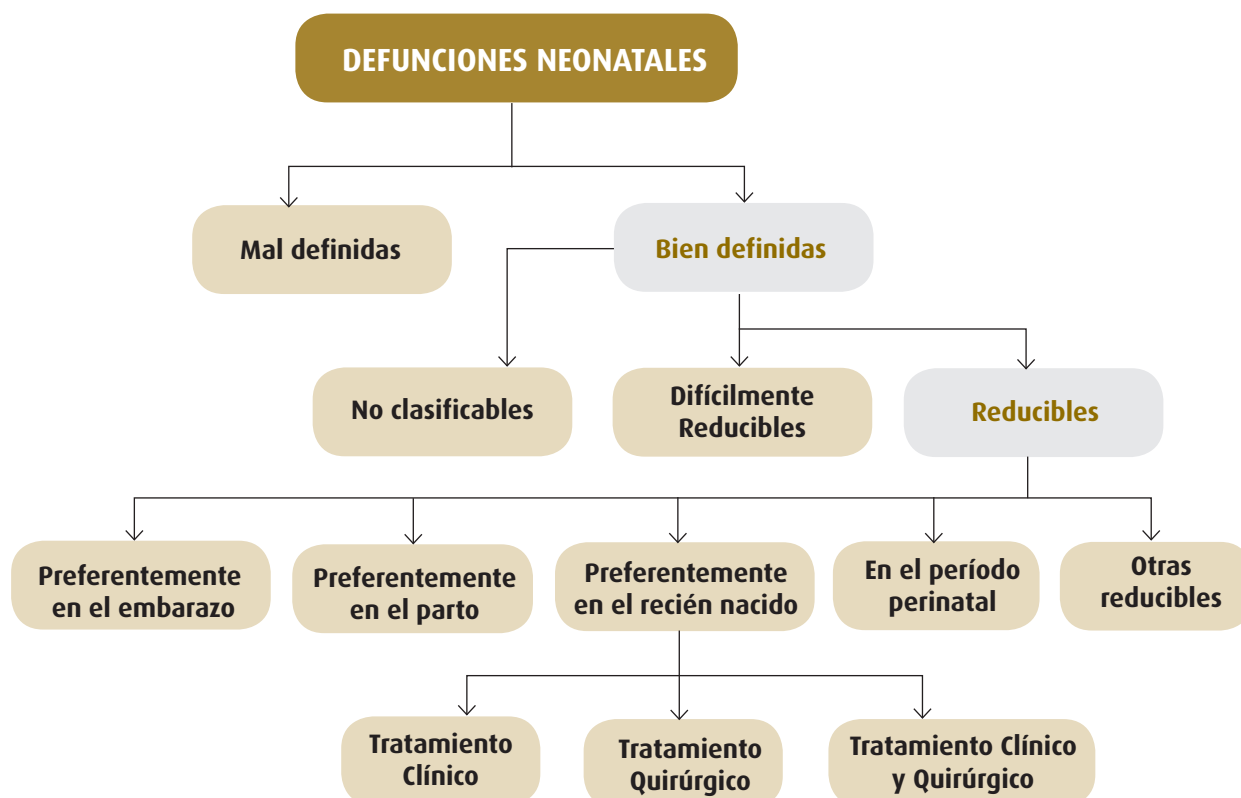 DEFUNCIONES NEONATALES
Mal definidas
Bien definidas
No clasificables
Difícilmente
Reducibles
Reducibles
Preferentemente
en el embarazo
Preferentemente
en el parto
Preferentemente
en el recién nacido
En el período
perinatal
Otras
reducibles
Tratamiento
Clínico
Tratamiento
Quirúrgico
Tratamiento Clínico
y Quirúrgico